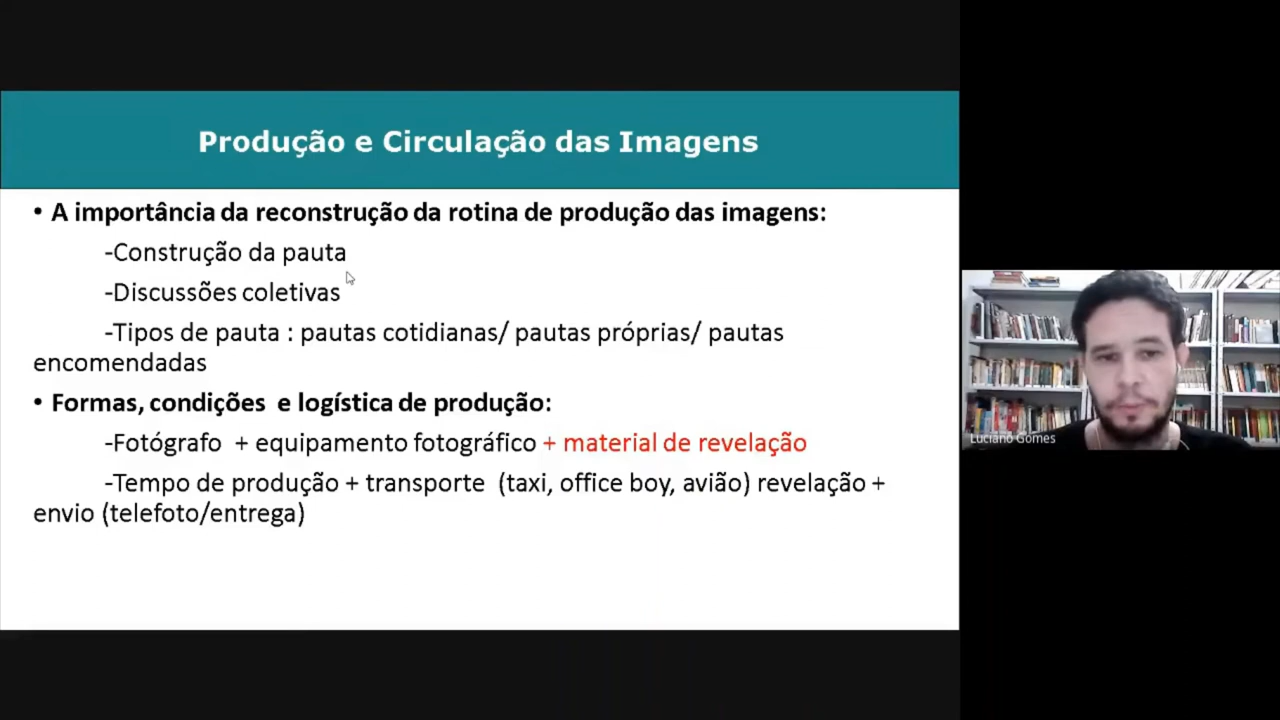 Produção e Circulação das Imagens
• A importância da reconstrução da rotina de produção das imagens:
-Construção da pauta
-Discussões coletivas
-Tipos de pauta : pautas cotidianas/ pautas próprias/ pautas
encomendadas
• Formas, condições e logística de produção:
-Fotógrafo + equipamento fotográfico + material de revelação
-Tempo de produção + transporte (taxi, office boy, avião) revelação +
envio (telefoto/entrega)
Luciano Gomes